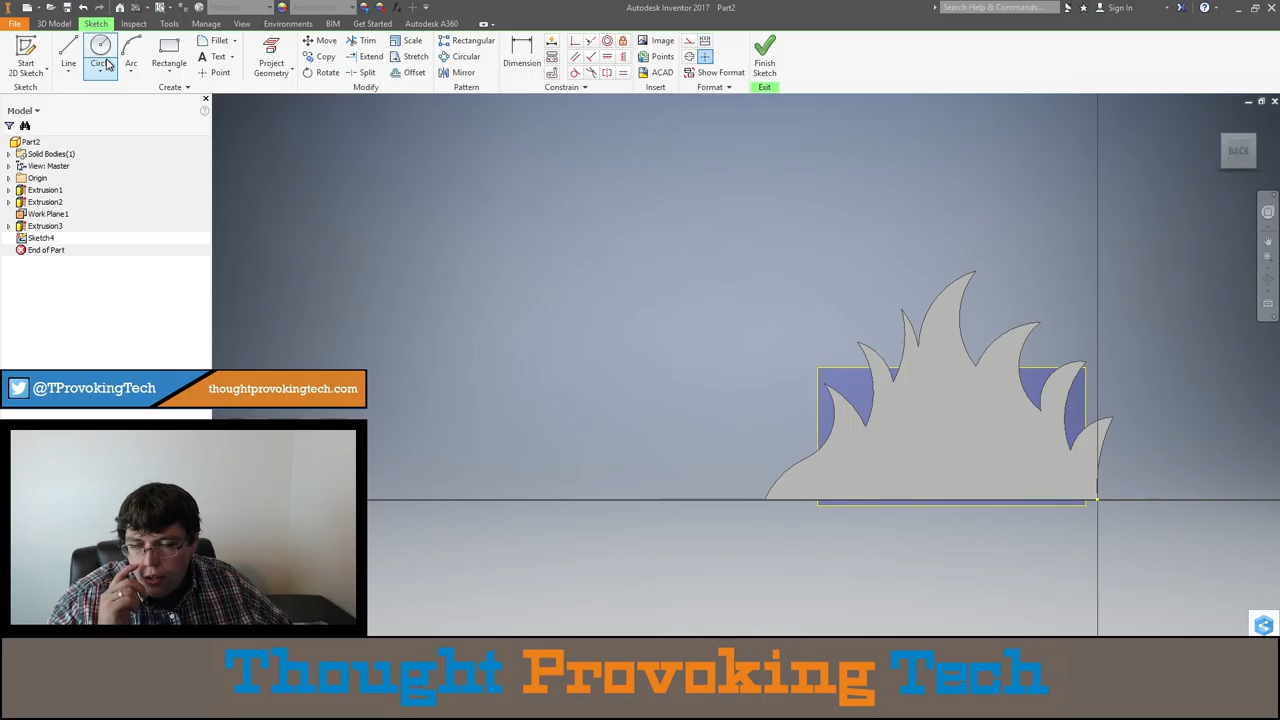 Autodesk Inventor 2017 Part2
Search Help & Commands...
Sign In
File
3D Model
Sketch
Inspect
Tools
Manage
View
Environments
BIM
Get Started
Autodesk A360
Material
Appearance
Start
2D Sketch
Line
Circle
Arc
Rectangle
Fillet
Text
Point
Project
Geometry
Move
Copy
Rotate
Trim
Extend
Split
Scale
Stretch
Offset
Rectangular
Circular
Mirror
Dimension
Image
Points
ACAD
Show Format
Finish
Sketch
Sketch
Create
Modify
Pattern
Constrain
Insert
Format
Exit
Model
Part2
Solid Bodies(1)
View: Master
Origin
Extrusion1
Extrusion2
Work Plane1
Extrusion3
Sketch4
End of Part
BACK
@TProvokingTech
thoughtprovokingtech.com
Thought Provoking Tech